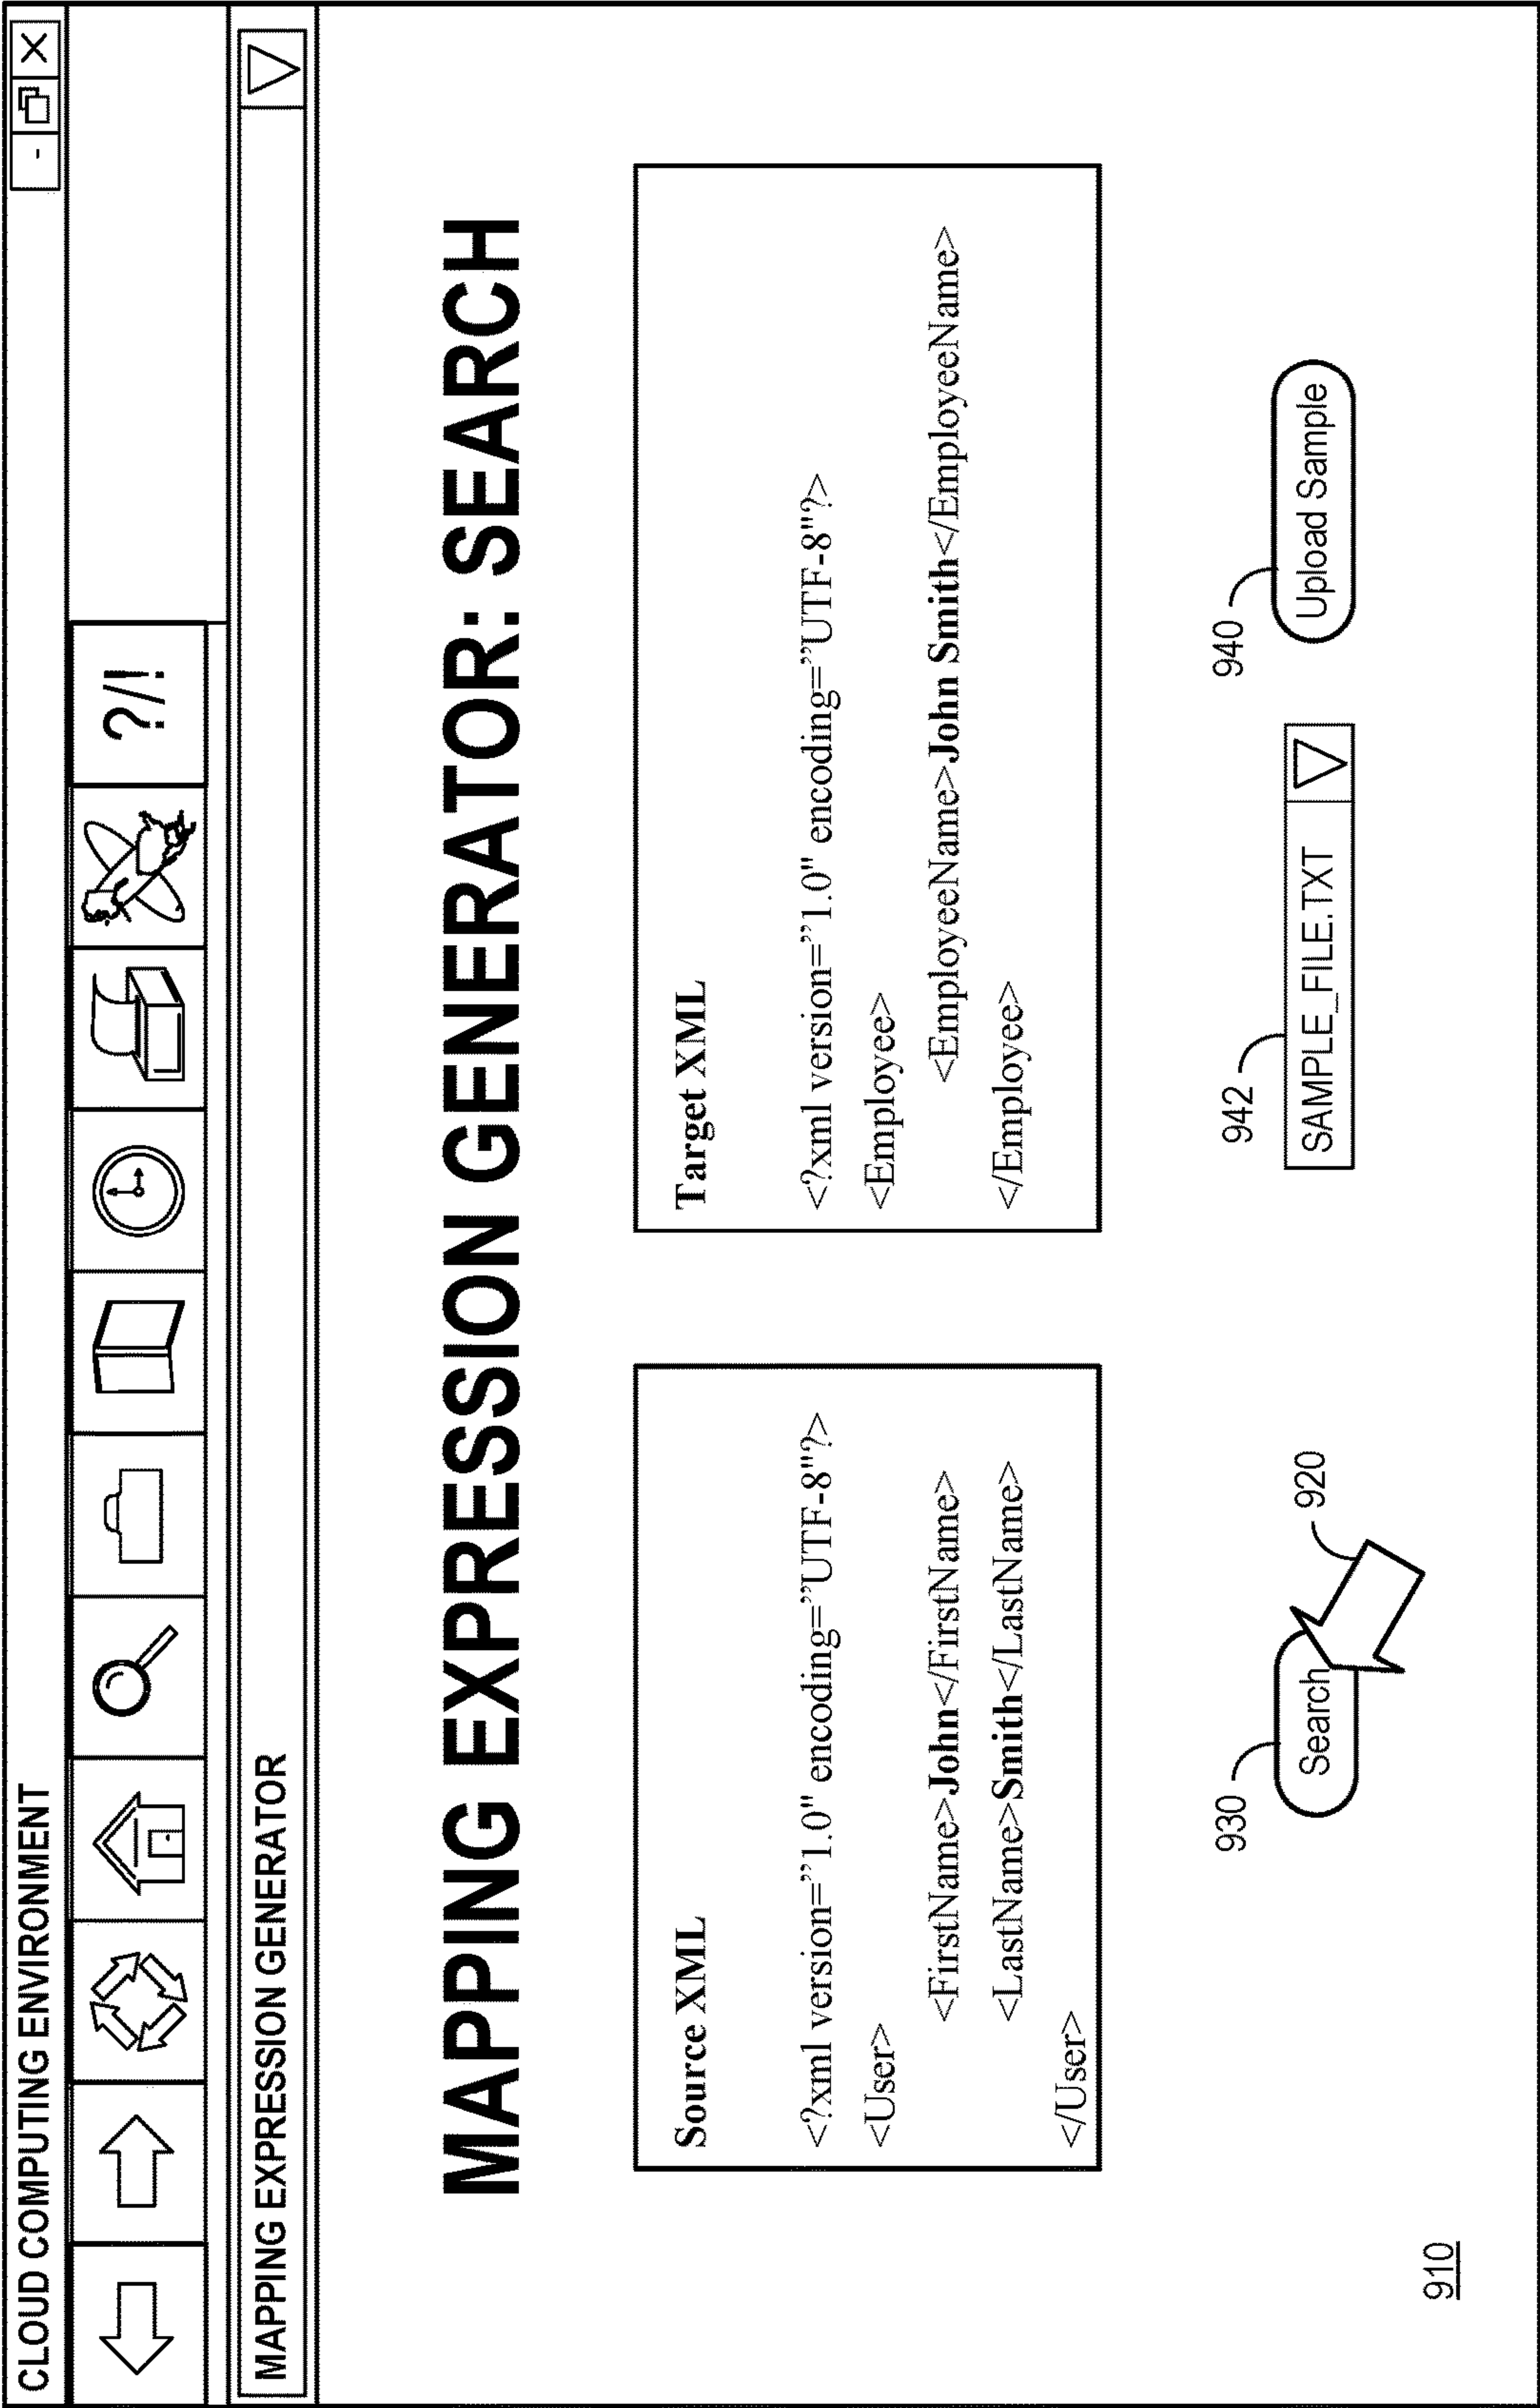 CLOUD COMPUTING ENVIRONMENT
- X
?/!
MAPPING EXPRESSION GENERATOR
MAPPING EXPRESSION GENERATOR: SEARCH
Source XML
<?xml version=”1.0" encoding=”UTF-8"?>
<User>
<FirstName>John</FirstName>
<LastName>Smith</LastName>
</User>
Target XML
<?xml version=”1.0" encoding=”UTF-8"?>
<Employee>
<EmployeeName>John Smith</EmployeeName>
</Employee>
930
Search
920
942
SAMPLE_FILE.TXT
940
Upload Sample
910